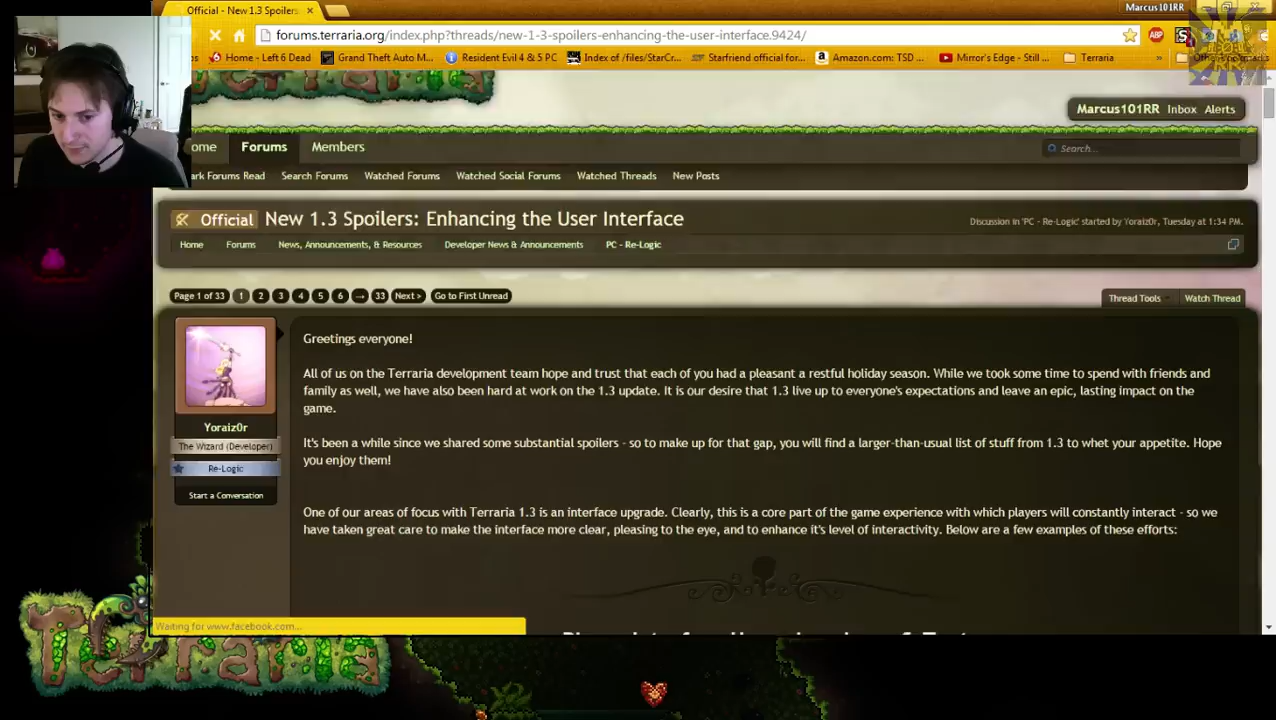 Official - New 1.3 Spoilers:
Marcus101RR
forums.terraria.org/index.php?threads/new-1-3-spoilers-enhancing-the-user-interface.9424/
ABP
Home - Left 6 Dead
Grand Theft Auto M...
Resident Evil 4 & 5 PC
Index of /files/StarCr...
Starfriend official for...
Amazon.com: TSD ...
Mirror's Edge - Still ...
Terraria
»
Marcus101RR Inbox Alerts
ome
Forums
Members
Search...
ark Forums Read
Search Forums
Watched Forums
Watched Social Forums
Watched Threads
New Posts
Official New 1.3 Spoilers: Enhancing the User Interface
Discussion in 'PC - Re-Logic' started by Yoraiz0r, Tuesday at 1:34 PM.
Home
Forums
News, Announcements, & Resources
Developer News & Announcements
PC - Re-Logic
Page 1 of 33 1 2 3 4 5 6 → 33 Next > Go to First Unread
Thread Tools
Watch Thread
Greetings everyone!
All of us on the Terraria development team hope and trust that each of you had a pleasant a restful holiday season. While we took some time to spend with friends and
family as well, we have also been hard at work on the 1.3 update. It is our desire that 1.3 live up to everyone's expectations and leave an epic, lasting impact on the
game.
It's been a while since we shared some substantial spoilers - so to make up for that gap, you will find a larger-than-usual list of stuff from 1.3 to whet your appetite. Hope
you enjoy them!
One of our areas of focus with Terraria 1.3 is an interface upgrade. Clearly, this is a core part of the game experience with which players will constantly interact - so we
have taken great care to make the interface more clear, pleasing to the eye, and to enhance it's level of interactivity. Below are a few examples of these efforts:
Yoraiz0r
The Wizard (Developer)
Re-Logic
Start a Conversation
Waiting for www.facebook.com...
Terraria